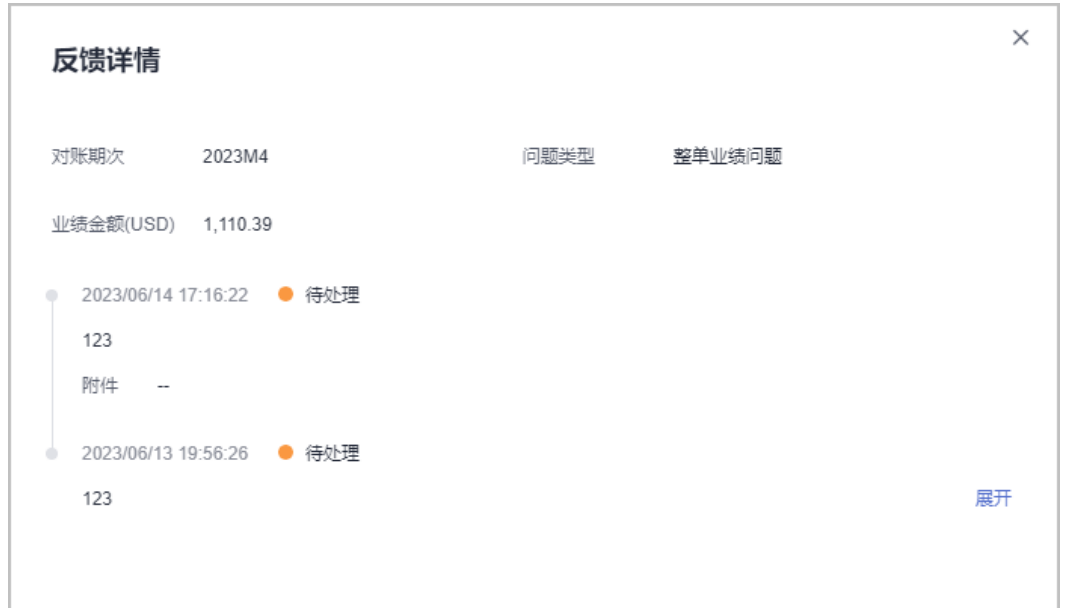 反馈详情
对账期次 2023M4 问题类型 整单业绩问题
业绩金额(USD) 1,110.39
2023/06/14 17:16:22 待处理
123
附件 --
2023/06/13 19:56:26 待处理
123 展开